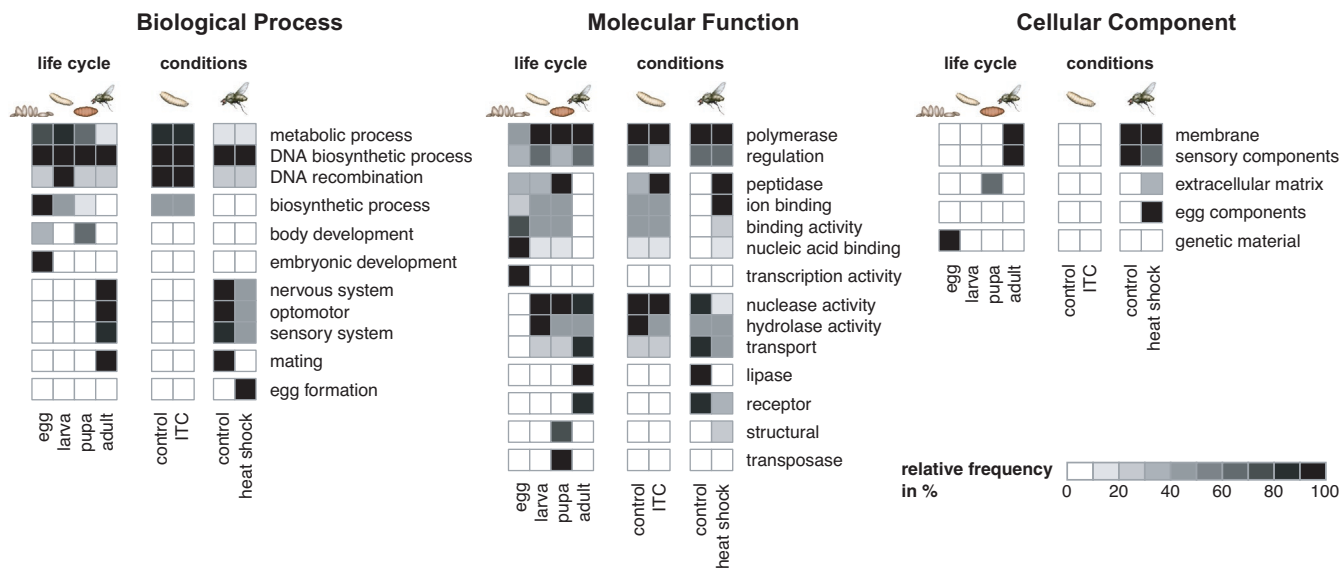 Biological Process
life cycle
conditions
metabolic process
DNA biosynthetic process
DNA recombination
biosynthetic process
body development
embryonic development
nervous system
optomotor
sensory system
mating
egg formation
egg
larva
pupa
adult
control
ITC
control
heat shock
Molecular Function
life cycle
conditions
polymerase
regulation
peptidase
ion binding
binding activity
nucleic acid binding
transcription activity
nuclease activity
hydrolase activity
transport
lipase
receptor
structural
transposase
egg
larva
pupa
adult
control
ITC
control
heat shock
Cellular Component
life cycle
conditions
membrane
sensory components
extracellular matrix
egg components
genetic material
egg
larva
pupa
adult
control
ITC
control
heat shock
relative frequency
in %
0 20 40 60 80 100